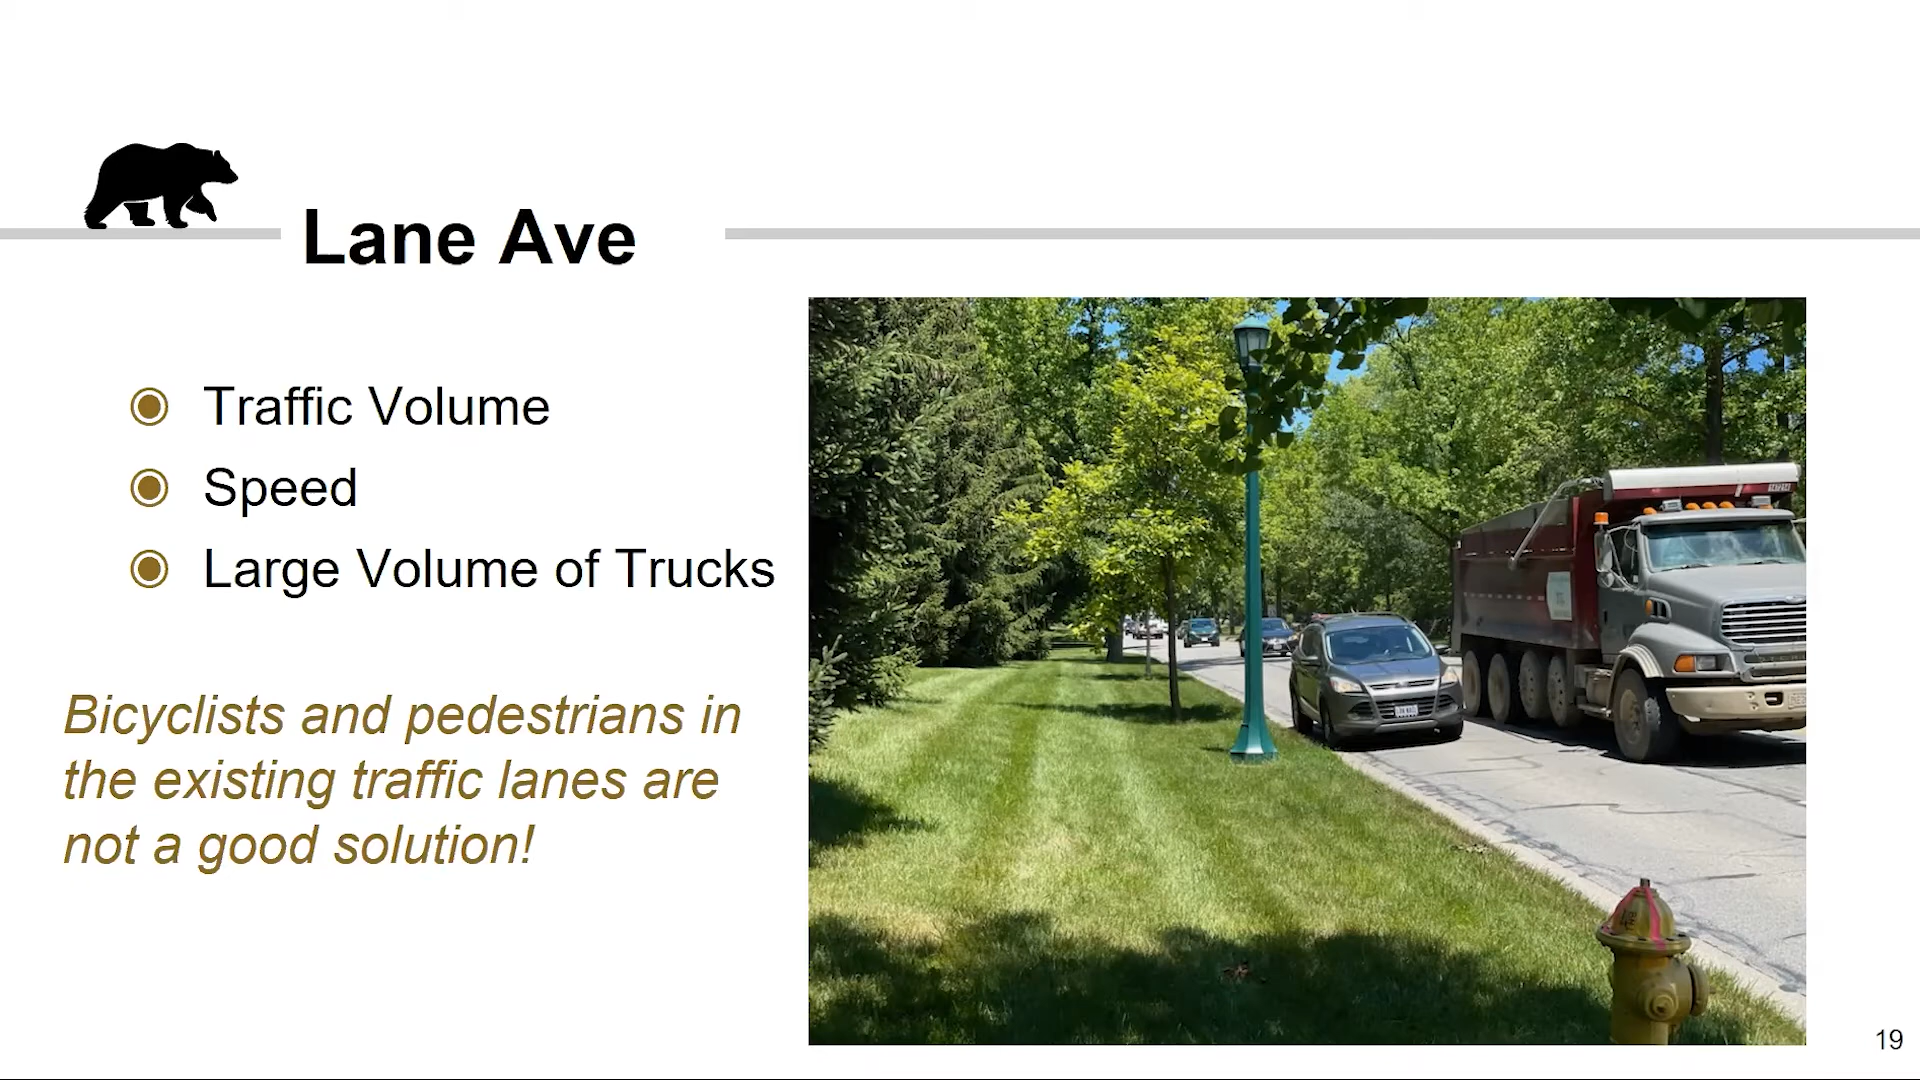 Lane Ave
Traffic Volume
Speed
Large Volume of Trucks
Bicyclists and pedestrians in
the existing traffic lanes are
not a good solution!
19